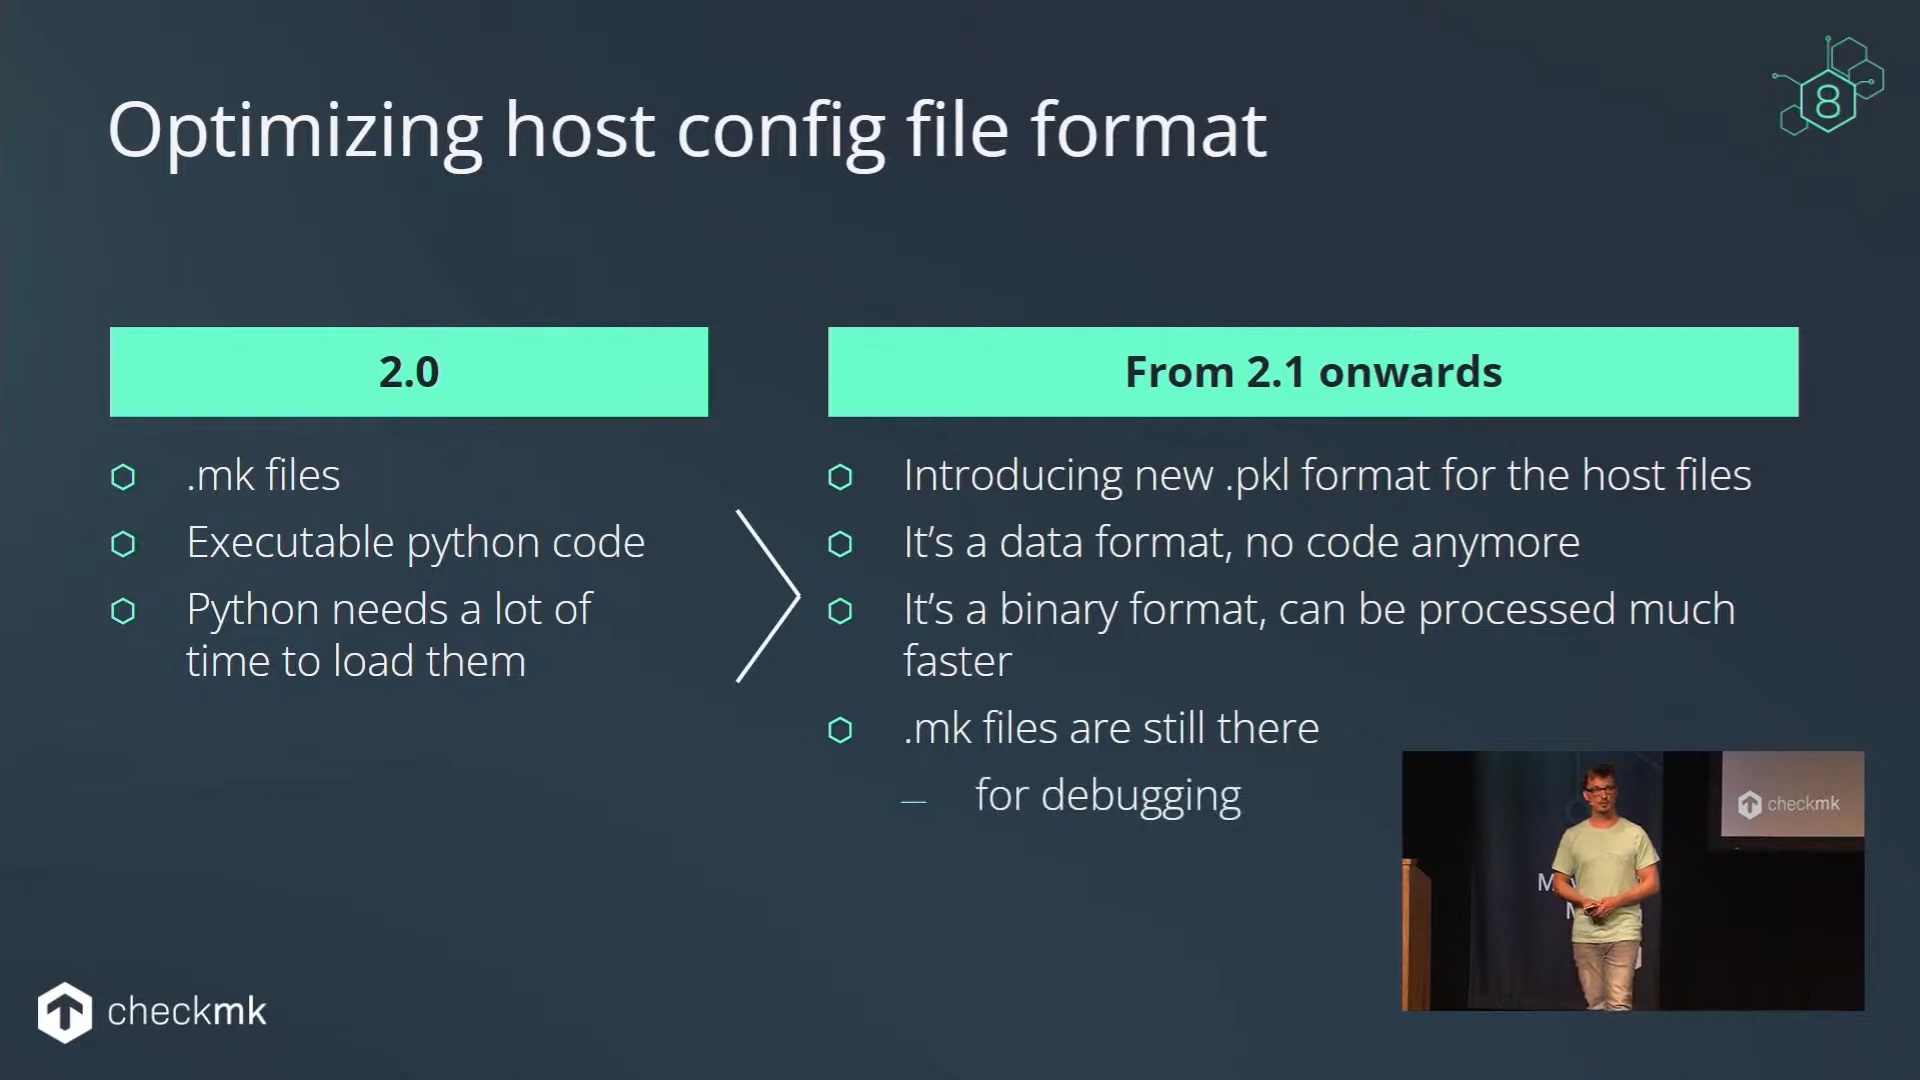 8
Optimizing host config file format
2.0
.mk files
Executable python code
Python needs a lot of
time to load them
From 2.1 onwards
Introducing new .pkl format for the host files
It’s a data format, no code anymore
It’s a binary format, can be processed much
faster
.mk files are still there
— for debugging
checkmk
checkmk